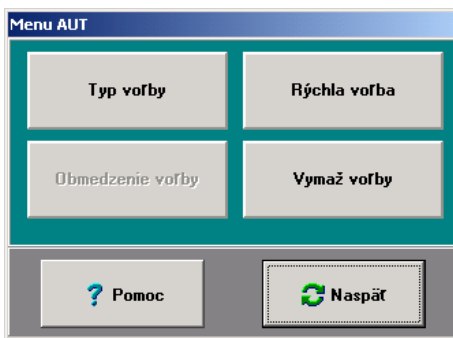 Menu AUT
Typ voľby
Rýchla voľba
Obmedzenie voľby
Vymaž voľby
? Pomoc
Naspäť